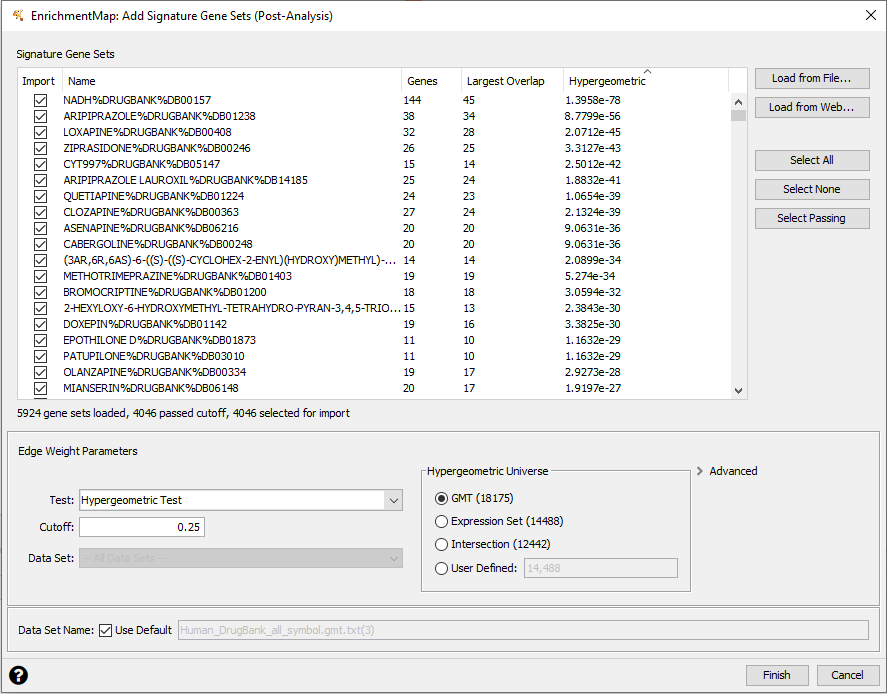 EnrichmentMap: Add Signature Gene Sets (Post-Analysis)
Signature Gene Sets
Import Name Genes Largest Overlap Hypergeometric
NADH%DRUGBANK%DB00157 144 45 1.3958e-78
ARIPIPRAZOLE%DRUGBANK%DB01238 38 34 8.7799e-56
LOXAPINE%DRUGBANK%DB00408 32 28 2.0712e-45
ZIPRASIDONE%DRUGBANK%DB00246 26 25 3.3127e-43
CYT997%DRUGBANK%DB05147 15 14 2.5012e-42
ARIPIPRAZOLE LAUROXIL%DRUGBANK%DB14185 25 24 1.8832e-41
QUETIAPINE%DRUGBANK%DB01224 24 23 1.0654e-39
CLOZAPINE%DRUGBANK%DB00363 27 24 2.1324e-39
ASENAPINE%DRUGBANK%DB06216 20 20 9.0631e-36
CABERGOLINE%DRUGBANK%DB00248 20 20 9.0631e-36
(3AR,6R,6AS)-6-((S)-((S)-CYCLOHEX-2-ENYL)(HYDROXY)METHYL)-... 14 14 2.0899e-34
METHOTRIMEPRAZINE%DRUGBANK%DB01403 19 19 5.274e-34
BROMOCRIPTINE%DRUGBANK%DB01200 18 18 3.0594e-32
2-HEXYLOXY-6-HYDROXYMETHYL-TETRAHYDRO-PYRAN-3,4,5-TRIO... 15 13 2.3843e-30
DOXEPIN%DRUGBANK%DB01142 19 16 3.3825e-30
EPOTHILONE D%DRUGBANK%DB01873 11 10 1.1632e-29
PATUPILONE%DRUGBANK%DB03010 11 10 1.1632e-29
OLANZAPINE%DRUGBANK%DB00334 19 17 2.9273e-28
MIANSERIN%DRUGBANK%DB06148 20 17 1.9197e-27
Load from File...
Load from Web...
Select All
Select None
Select Passing
5924 gene sets loaded, 4046 passed cutoff, 4046 selected for import
Edge Weight Parameters
Test: Hypergeometric Test
Cutoff: 0.25
Data Set: -- All Data Sets --
Hypergeometric Universe
GMT (18175)
Expression Set (14488)
Intersection (12442)
User Defined: 14,488
Advanced
Data Set Name: Use Default Human_DrugBank_all_symbol.gmt.txt(3)
?
Finish Cancel